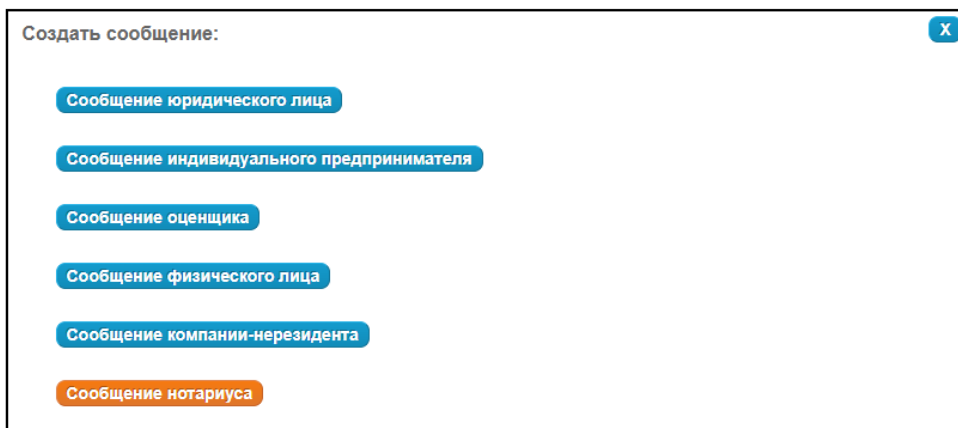 Создать сообщение:
X
Сообщение юридического лица
Сообщение индивидуального предпринимателя
Сообщение оценщика
Сообщение физического лица
Сообщение компании-нерезидента
Сообщение нотариуса